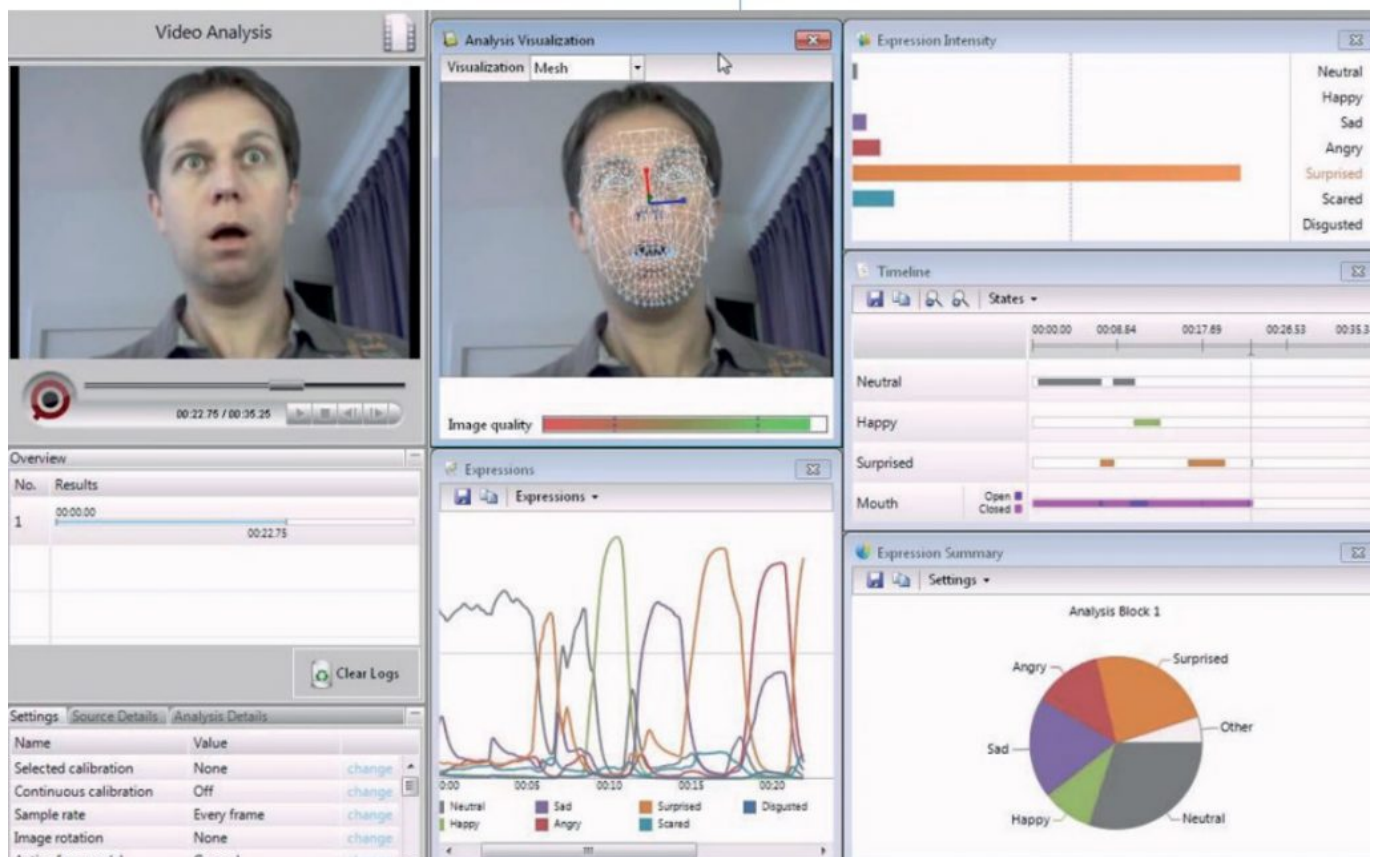 Video Analysis
00:22.75 / 00:35.25
Overview
No. Results
1 00:00.00
00:22.75
Clear Logs
Settings Source Details Analysis Details
Name Value
Selected calibration None change
Continuous calibration Off change
Sample rate Every frame change
Image rotation None change
Analysis Visualization
Visualization Mesh
Image quality
Expressions
Expressions
00:05 00:10 00:15 00:20
Neutral Sad Surprised Disgusted
Happy Angry Scared
Expression Intensity
Neutral
Happy
Sad
Angry
Surprised
Scared
Disgusted
Timeline
States
00:00.00 00:08.84 00:17.69 00:26.53
Neutral
Happy
Surprised
Mouth Open
Closed
Expression Summary
Settings
Analysis Block 1
Surprised
Angry
Other
Sad
Happy
Neutral